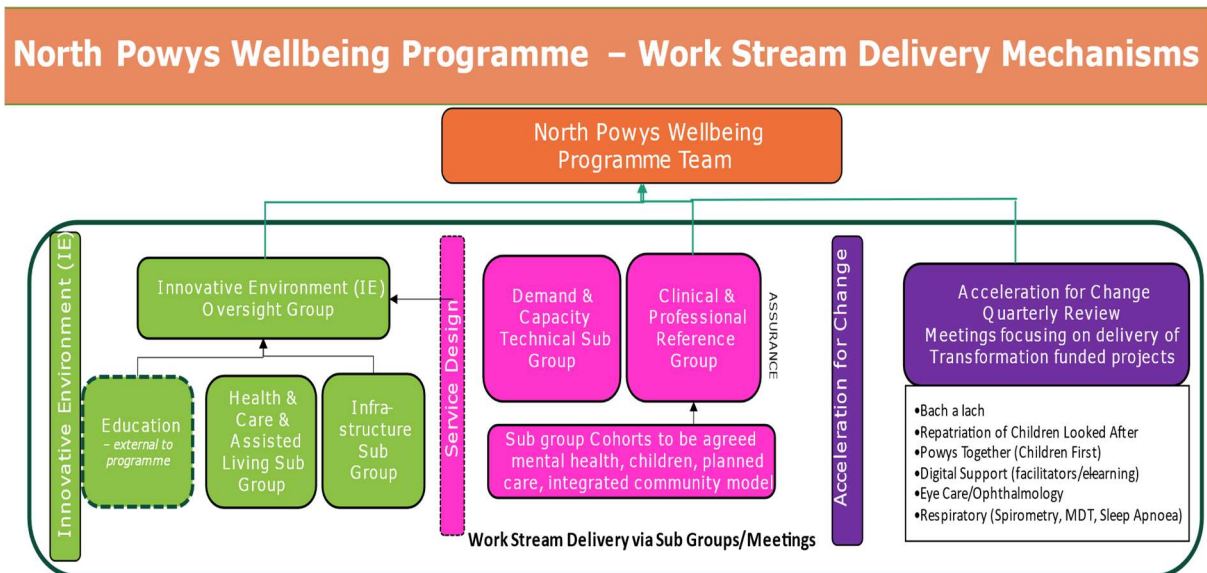 North Powys Wellbeing Programme – Work Stream Delivery Mechanisms
North Powys Wellbeing
Programme Team
Innovative Environment (IE)
Innovative Environment (IE)
Oversight Group
Education
– external to
programme
Health &
Care &
Assisted
Living Sub
Group
Infra-
structure
Sub
Group
Service Design
Demand &
Capacity
Technical Sub
Group
Clinical &
Professional
Reference
Group
ASSURANCE
Sub group Cohorts to be agreed
mental health, children, planned
care, integrated community model
Work Stream Delivery via Sub Groups/Meetings
Acceleration for Change
Acceleration for Change
Quarterly Review
Meetings focusing on delivery of
Transformation funded projects
•Bach a lach
•Repatriation of Children Looked After
•Powys Together (Children First)
•Digital Support (facilitators/elearning)
•Eye Care/Ophthalmology
•Respiratory (Spirometry, MDT, Sleep Apnoea)